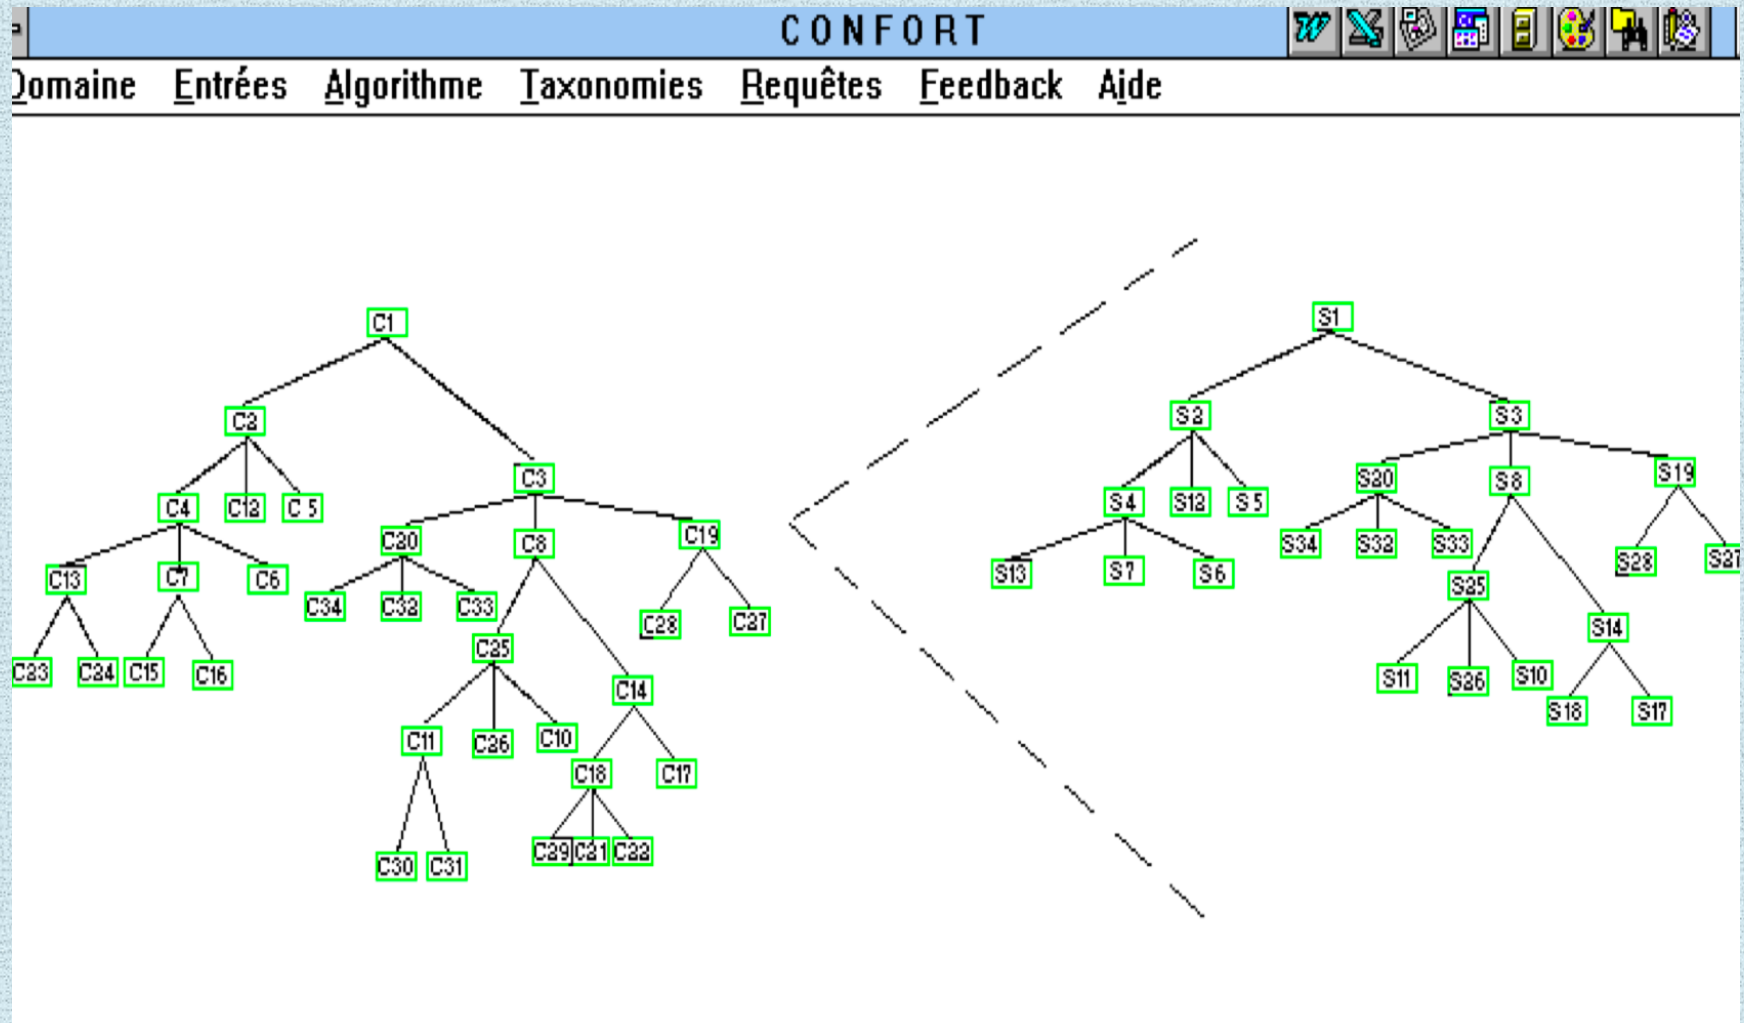 CONFORT
Domaine Entrées Algorithme Taxonomies Requêtes Feedback Aide
C1 S1
C2 S2 S3
C3 S20 S8 S19
C4 C12 C 5 S4 S12 S 5
C20 C8 C19 S34 S32 S33 S28 S27
C13 C7 C6 S13 S7 S6 S25
C34 C32 C33 C28 C27 S14
C25 S11 S26 S10
C23 C24 C15 C16 C14 S18 S17
C11 C26 C10
C18 C17
C30 C31 C29 C21 C22